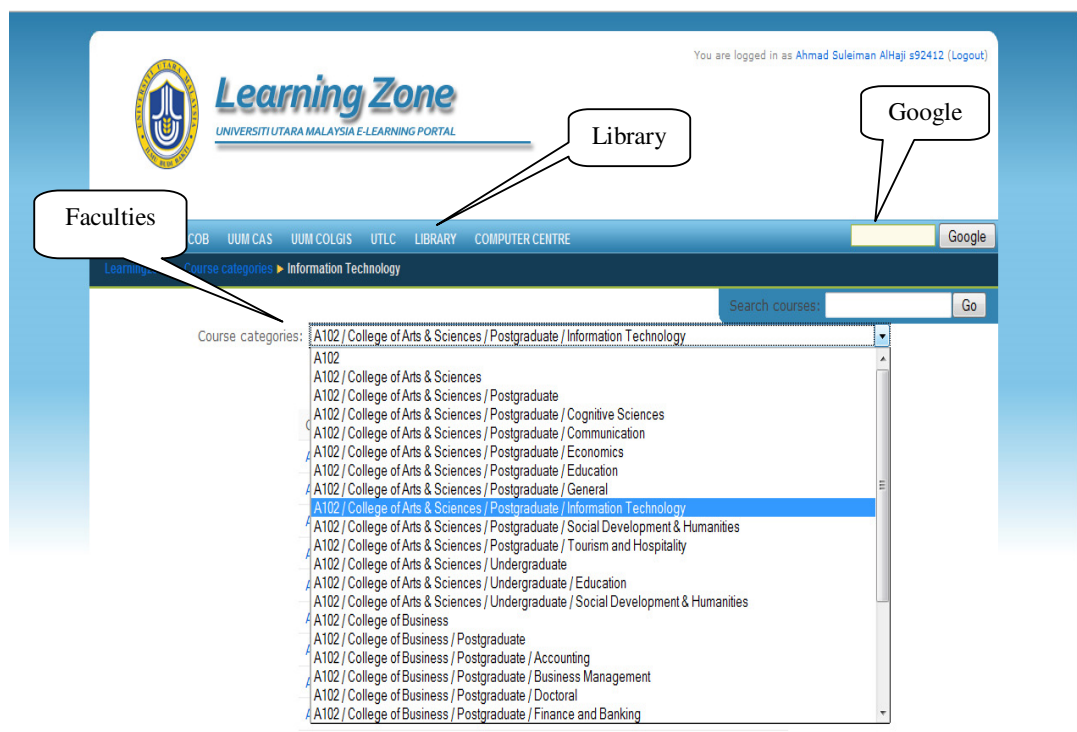 You are logged in as Ahmad Suleiman AlHaji s92412 (Logout)
UNIVERSITI UTARA MALAYSIA
ILMU BUDI BAKTI
Learning Zone
UNIVERSITI UTARA MALAYSIA E-LEARNING PORTAL
Library
Google
Faculties
COB UUM CAS UUM COLGIS UTLC LIBRARY COMPUTER CENTRE
Google
Course categories ► Information Technology
Search courses: Go
Course categories: A102 / College of Arts & Sciences / Postgraduate / Information Technology
A102
A102 / College of Arts & Sciences
A102 / College of Arts & Sciences / Postgraduate
A102 / College of Arts & Sciences / Postgraduate / Cognitive Sciences
A102 / College of Arts & Sciences / Postgraduate / Communication
A102 / College of Arts & Sciences / Postgraduate / Economics
A102 / College of Arts & Sciences / Postgraduate / Education
A102 / College of Arts & Sciences / Postgraduate / General
A102 / College of Arts & Sciences / Postgraduate / Information Technology
A102 / College of Arts & Sciences / Postgraduate / Social Development & Humanities
A102 / College of Arts & Sciences / Postgraduate / Tourism and Hospitality
A102 / College of Arts & Sciences / Undergraduate
A102 / College of Arts & Sciences / Undergraduate / Education
A102 / College of Arts & Sciences / Undergraduate / Social Development & Humanities
A102 / College of Business
A102 / College of Business / Postgraduate
A102 / College of Business / Postgraduate / Accounting
A102 / College of Business / Postgraduate / Business Management
A102 / College of Business / Postgraduate / Doctoral
A102 / College of Business / Postgraduate / Finance and Banking